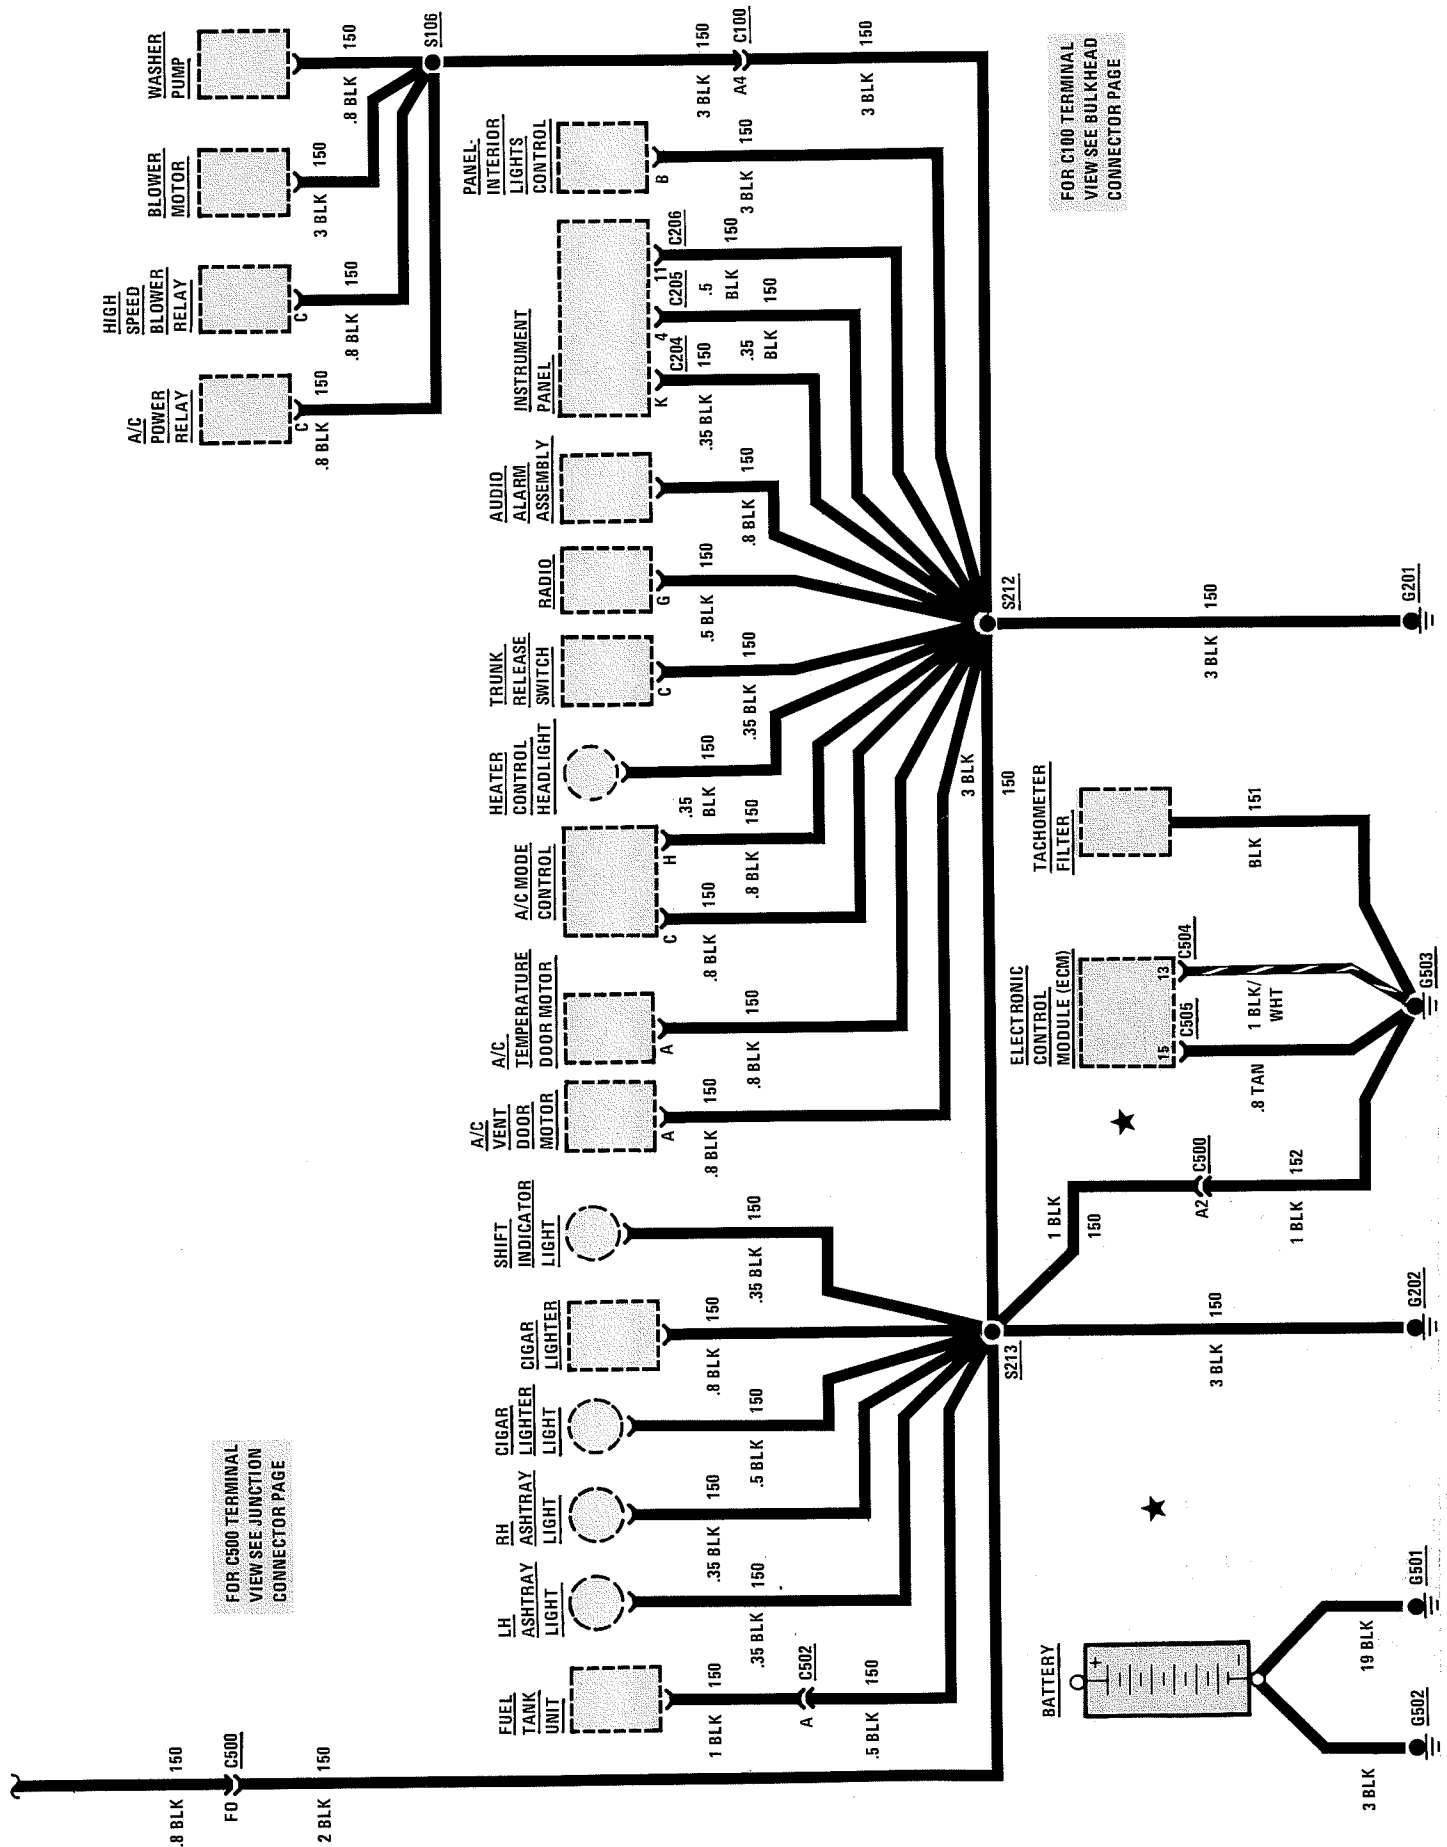 .8 BLK
150
F0
C500
2 BLK
150
FOR C500 TERMINAL
VIEW SEE JUNCTION
CONNECTOR PAGE
A/C
POWER
RELAY
C
.8 BLK
150
HIGH
SPEED
BLOWER
RELAY
C
.8 BLK
150
BLOWER
MOTOR
3 BLK
150
WASHER
PUMP
.8 BLK
150
S106
3 BLK
150
A4
C100
3 BLK
150
FUEL
TANK
UNIT
1 BLK
150
A
C502
.5 BLK
150
LH
ASHTRAY
LIGHT
.35 BLK
150
RH
ASHTRAY
LIGHT
.35 BLK
150
CIGAR
LIGHTER
LIGHT
.5 BLK
150
CIGAR
LIGHTER
.8 BLK
150
SHIFT
INDICATOR
LIGHT
.35 BLK
150
A/C
VENT
DOOR
MOTOR
A
.8 BLK
150
A/C
TEMPERATURE
DOOR MOTOR
A
.8 BLK
150
A/C MODE
CONTROL
C
.8 BLK
150
H
.8 BLK
150
HEATER
CONTROL
HEADLIGHT
.35
BLK
150
TRUNK
RELEASE
SWITCH
C
.35 BLK
150
RADIO
G
.5 BLK
150
AUDIO
ALARM
ASSEMBLY
.8 BLK
150
INSTRUMENT
PANEL
K
C204
.35 BLK
150
4
C205
.35
BLK
150
11
C206
.5
BLK
150
PANEL-
INTERIOR
LIGHTS
CONTROL
B
3 BLK
150
3 BLK
150
S213
S212
3 BLK
150
G202
3 BLK
150
G201
1 BLK
150
A2
C500
1 BLK
152
FOR C100 TERMINAL
VIEW SEE BULKHEAD
CONNECTOR PAGE
BATTERY
+
-
3 BLK
G502
19 BLK
G501
ELECTRONIC
CONTROL
MODULE (ECM)
15
C505
.8 TAN
13
C504
1 BLK/
WHT
TACHOMETER
FILTER
BLK
151
G503